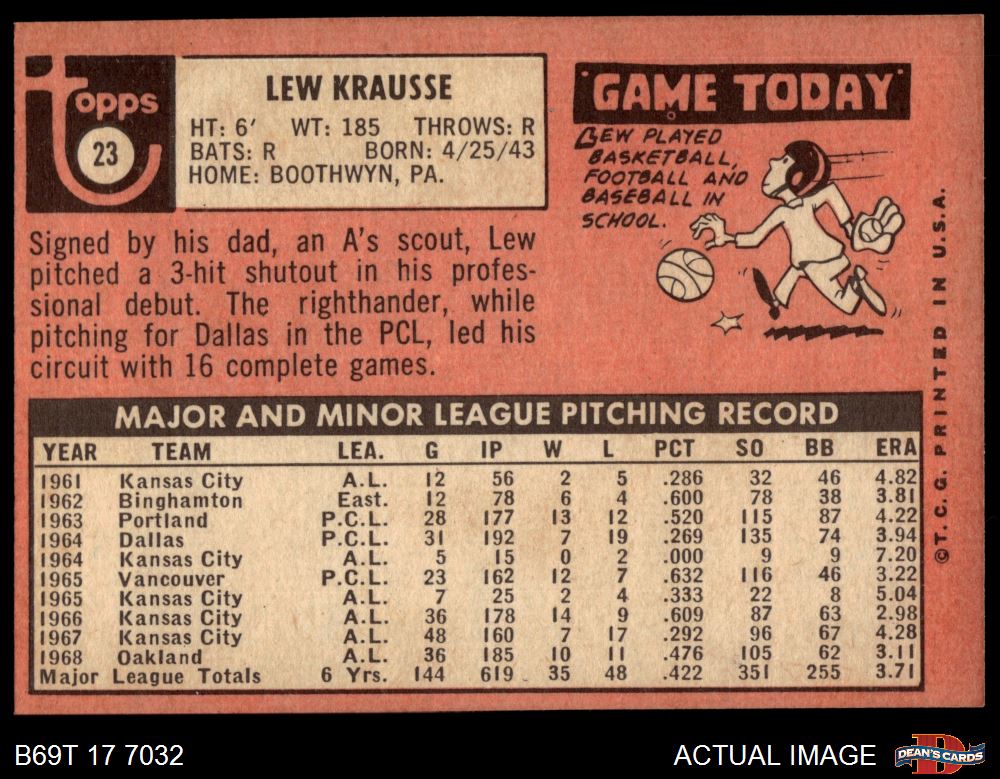 Topps
23
LEW KRAUSSE
HT: 6' WT: 185 THROWS: R
BATS: R BORN: 4/25/43
HOME: BOOTHWYN, PA.
"GAME TODAY"
LEW PLAYED
BASKETBALL,
FOOTBALL AND
BASEBALL IN
SCHOOL.
Signed by his dad, an A's scout, Lew
pitched a 3-hit shutout in his profes-
sional debut. The righthander, while
pitching for Dallas in the PCL, led his
circuit with 16 complete games.
MAJOR AND MINOR LEAGUE PITCHING RECORD
YEAR TEAM LEA. G IP W L PCT SO BB ERA
1961 Kansas City A.L. 12 56 2 5 .286 32 46 4.82
1962 Binghamton East. 12 78 6 4 .600 78 38 3.81
1963 Portland P.C.L. 28 177 13 12 .520 115 87 4.22
1964 Dallas P.C.L. 31 192 7 19 .269 135 74 3.94
1964 Kansas City A.L. 5 15 0 2 .000 9 9 7.20
1965 Vancouver P.C.L. 23 162 12 7 .632 116 46 3.22
1965 Kansas City A.L. 7 25 2 4 .333 22 8 5.04
1966 Kansas City A.L. 36 178 14 9 .609 87 63 2.98
1967 Kansas City A.L. 48 160 7 17 .292 96 67 4.28
1968 Oakland A.L. 36 185 10 11 .476 105 62 3.11
Major League Totals 6 Yrs. 144 619 35 48 .422 351 255 3.71
©T. C. G. PRINTED IN U.S.A.
B69T 17 7032
ACTUAL IMAGE
DEAN'S CARDS